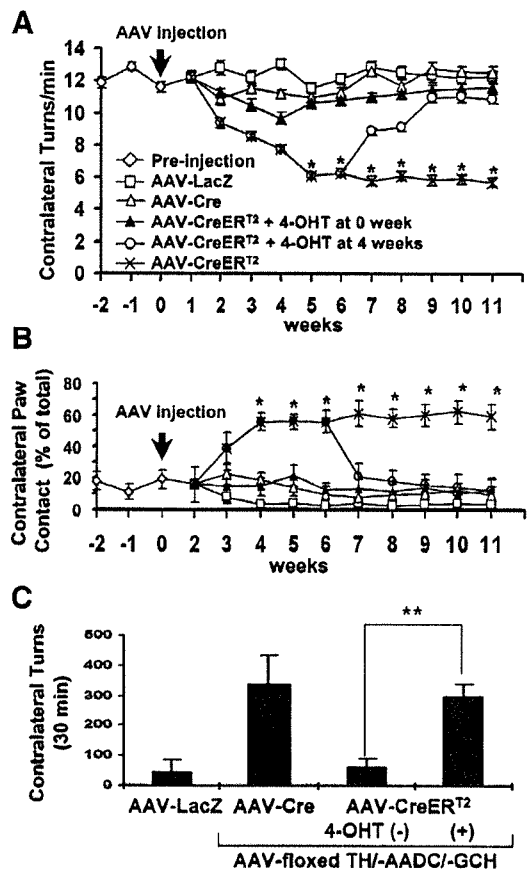 A
AAV injection
Contralateral Turns/min
14
12
10
8
6
4
2
0
Pre-injection
AAV-LacZ
AAV-Cre
AAV-CreER^T2 + 4-OHT at 0 week
AAV-CreER^T2 + 4-OHT at 4 weeks
AAV-CreER^T2
* * * * * * *
-2 -1 0 1 2 3 4 5 6 7 8 9 10 11
weeks
B
AAV injection
Contralateral Paw
Contact (% of total)
80
60
40
20
0
* * * * * * * *
-2 -1 0 1 2 3 4 5 6 7 8 9 10 11
weeks
C
Contralateral Turns
(30 min)
400
300
200
100
0
**
AAV-LacZ AAV-Cre AAV-CreER^T2
4-OHT (-) (+)
AAV-floxed TH/-AADC/-GCH